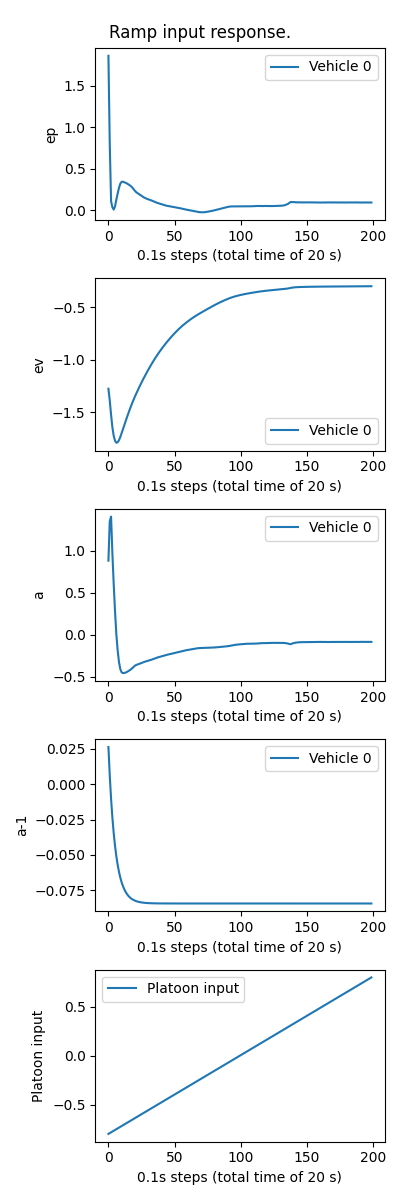 Ramp input response.
Vehicle 0
1.5
1.0
0.5
0.0
ep
0 50 100 150 200
0.1s steps (total time of 20 s)
−0.5
−1.0
−1.5
ev
Vehicle 0
0 50 100 150 200
0.1s steps (total time of 20 s)
Vehicle 0
1.0
0.5
0.0
−0.5
a
0 50 100 150 200
0.1s steps (total time of 20 s)
Vehicle 0
0.025
0.000
−0.025
−0.050
−0.075
a-1
0 50 100 150 200
0.1s steps (total time of 20 s)
Platoon input
0.5
0.0
−0.5
Platoon input
0 50 100 150 200
0.1s steps (total time of 20 s)